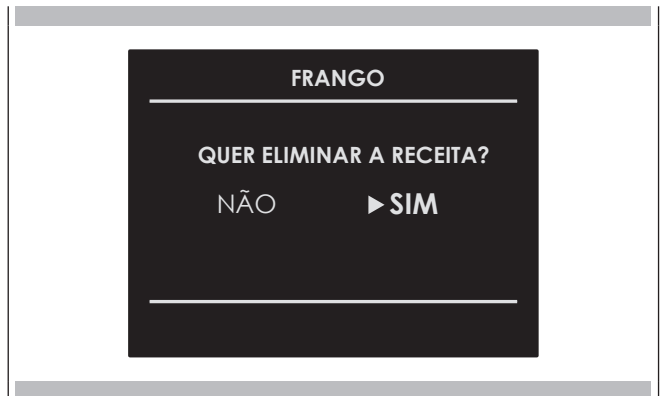 FRANGO
QUER ELIMINAR A RECEITA?
NÃO ▶SIM